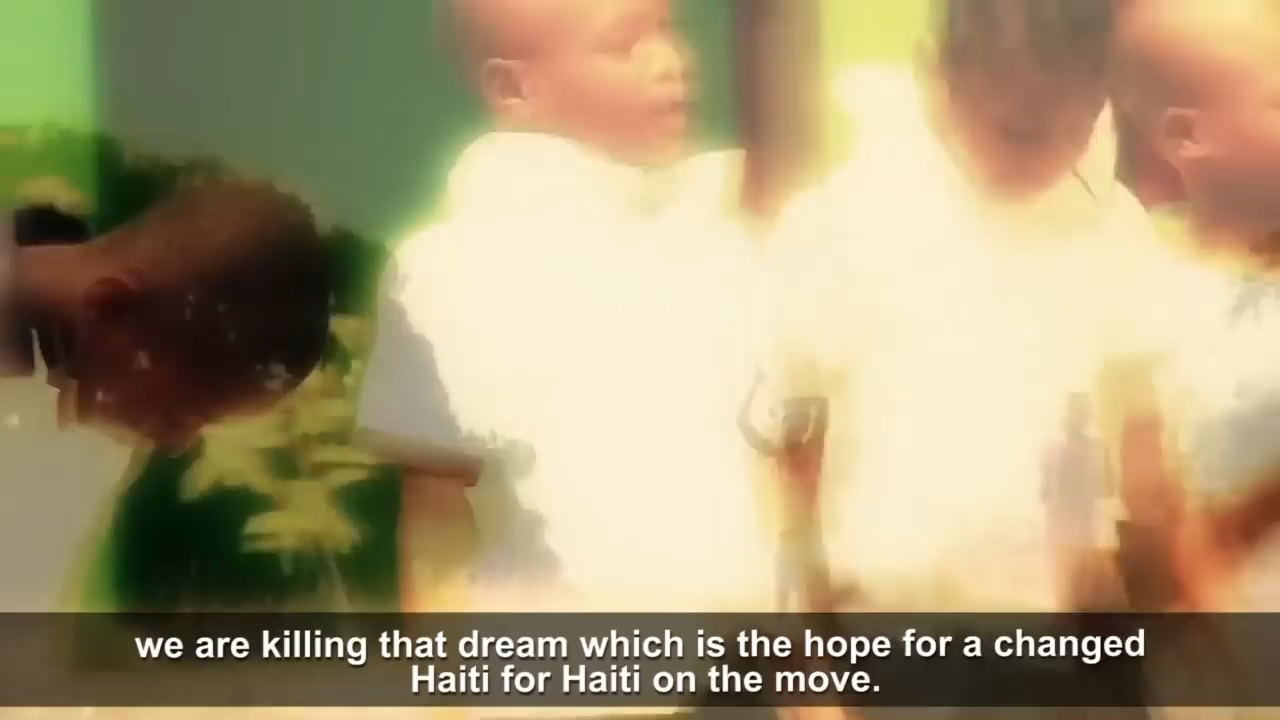 we are killing that dream which is the hope for a changed
Haiti for Haiti on the move.